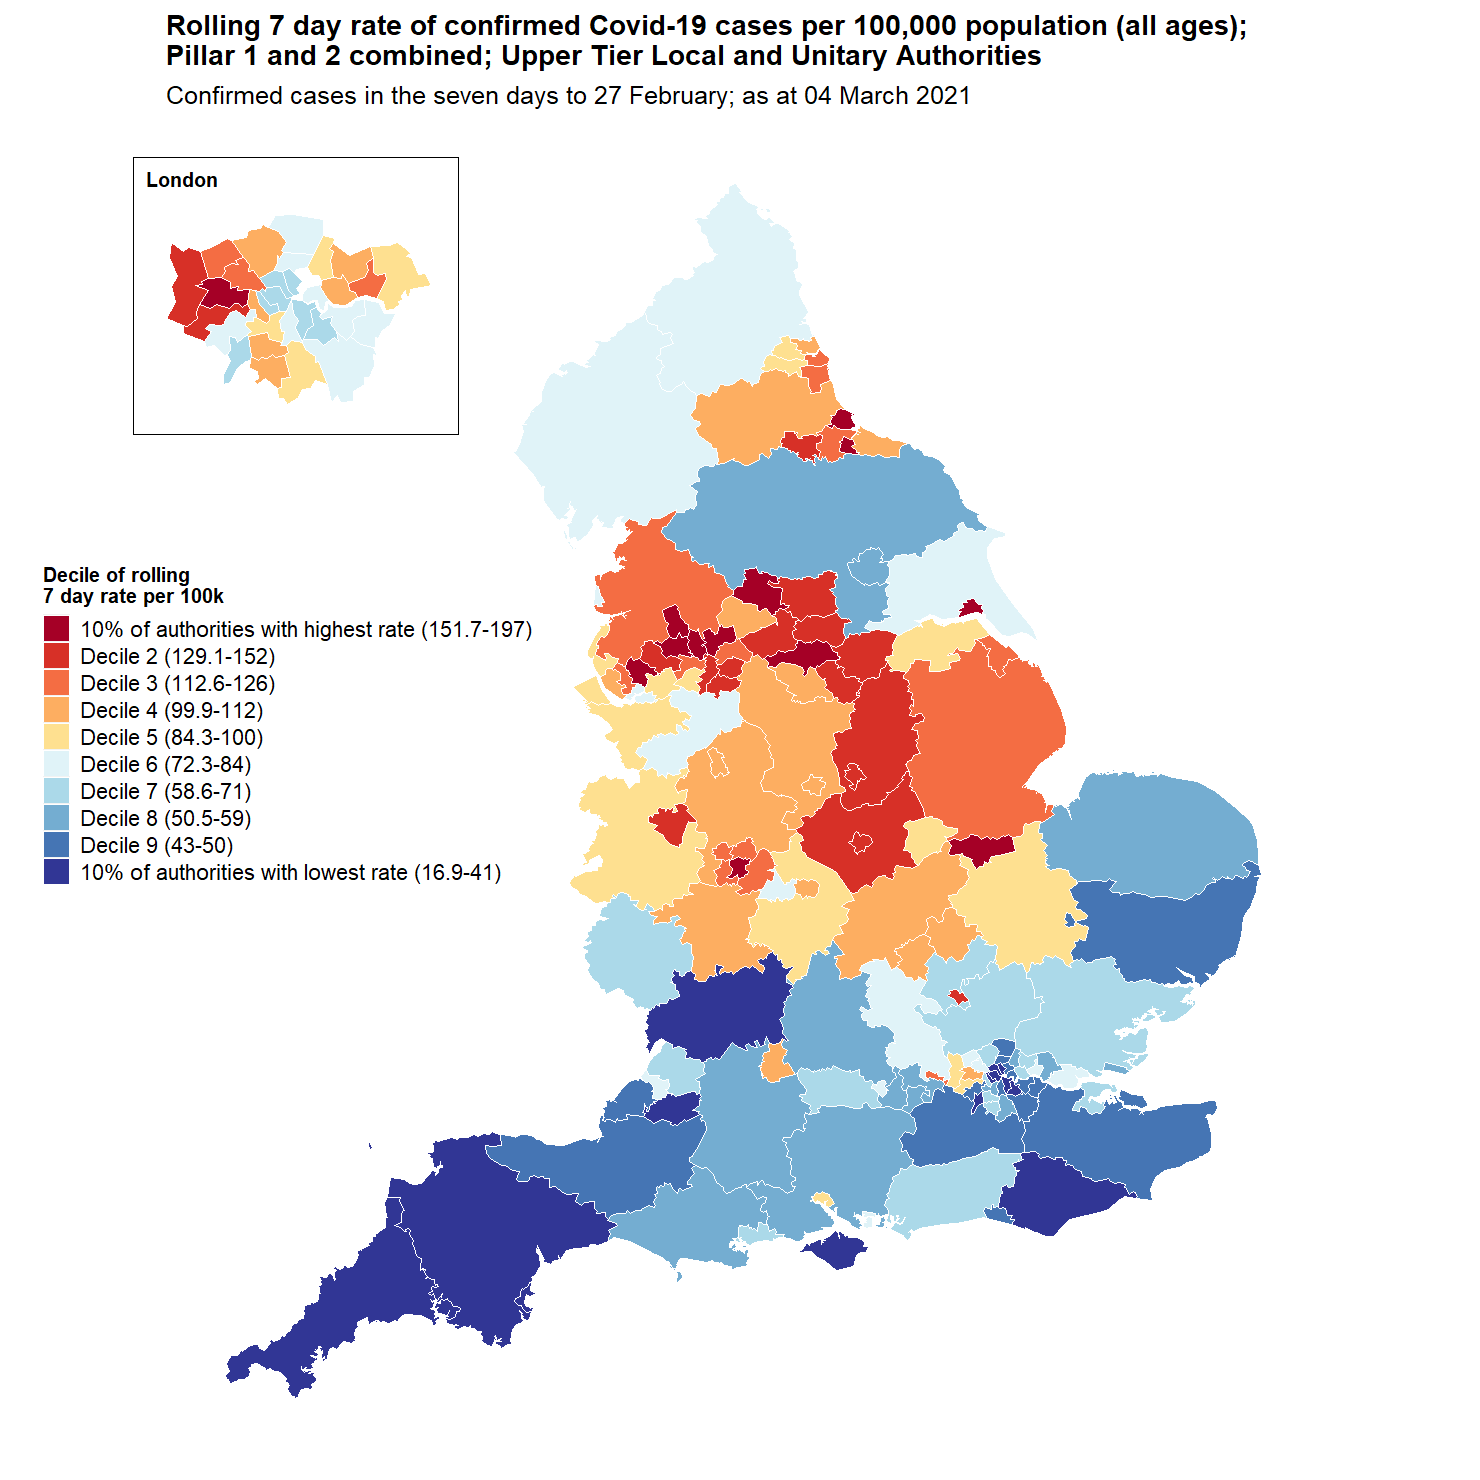 Rolling 7 day rate of confirmed Covid-19 cases per 100,000 population (all ages);
Pillar 1 and 2 combined; Upper Tier Local and Unitary Authorities
Confirmed cases in the seven days to 27 February; as at 04 March 2021
London
Decile of rolling
7 day rate per 100k
10% of authorities with highest rate (151.7-197)
Decile 2 (129.1-152)
Decile 3 (112.6-126)
Decile 4 (99.9-112)
Decile 5 (84.3-100)
Decile 6 (72.3-84)
Decile 7 (58.6-71)
Decile 8 (50.5-59)
Decile 9 (43-50)
10% of authorities with lowest rate (16.9-41)